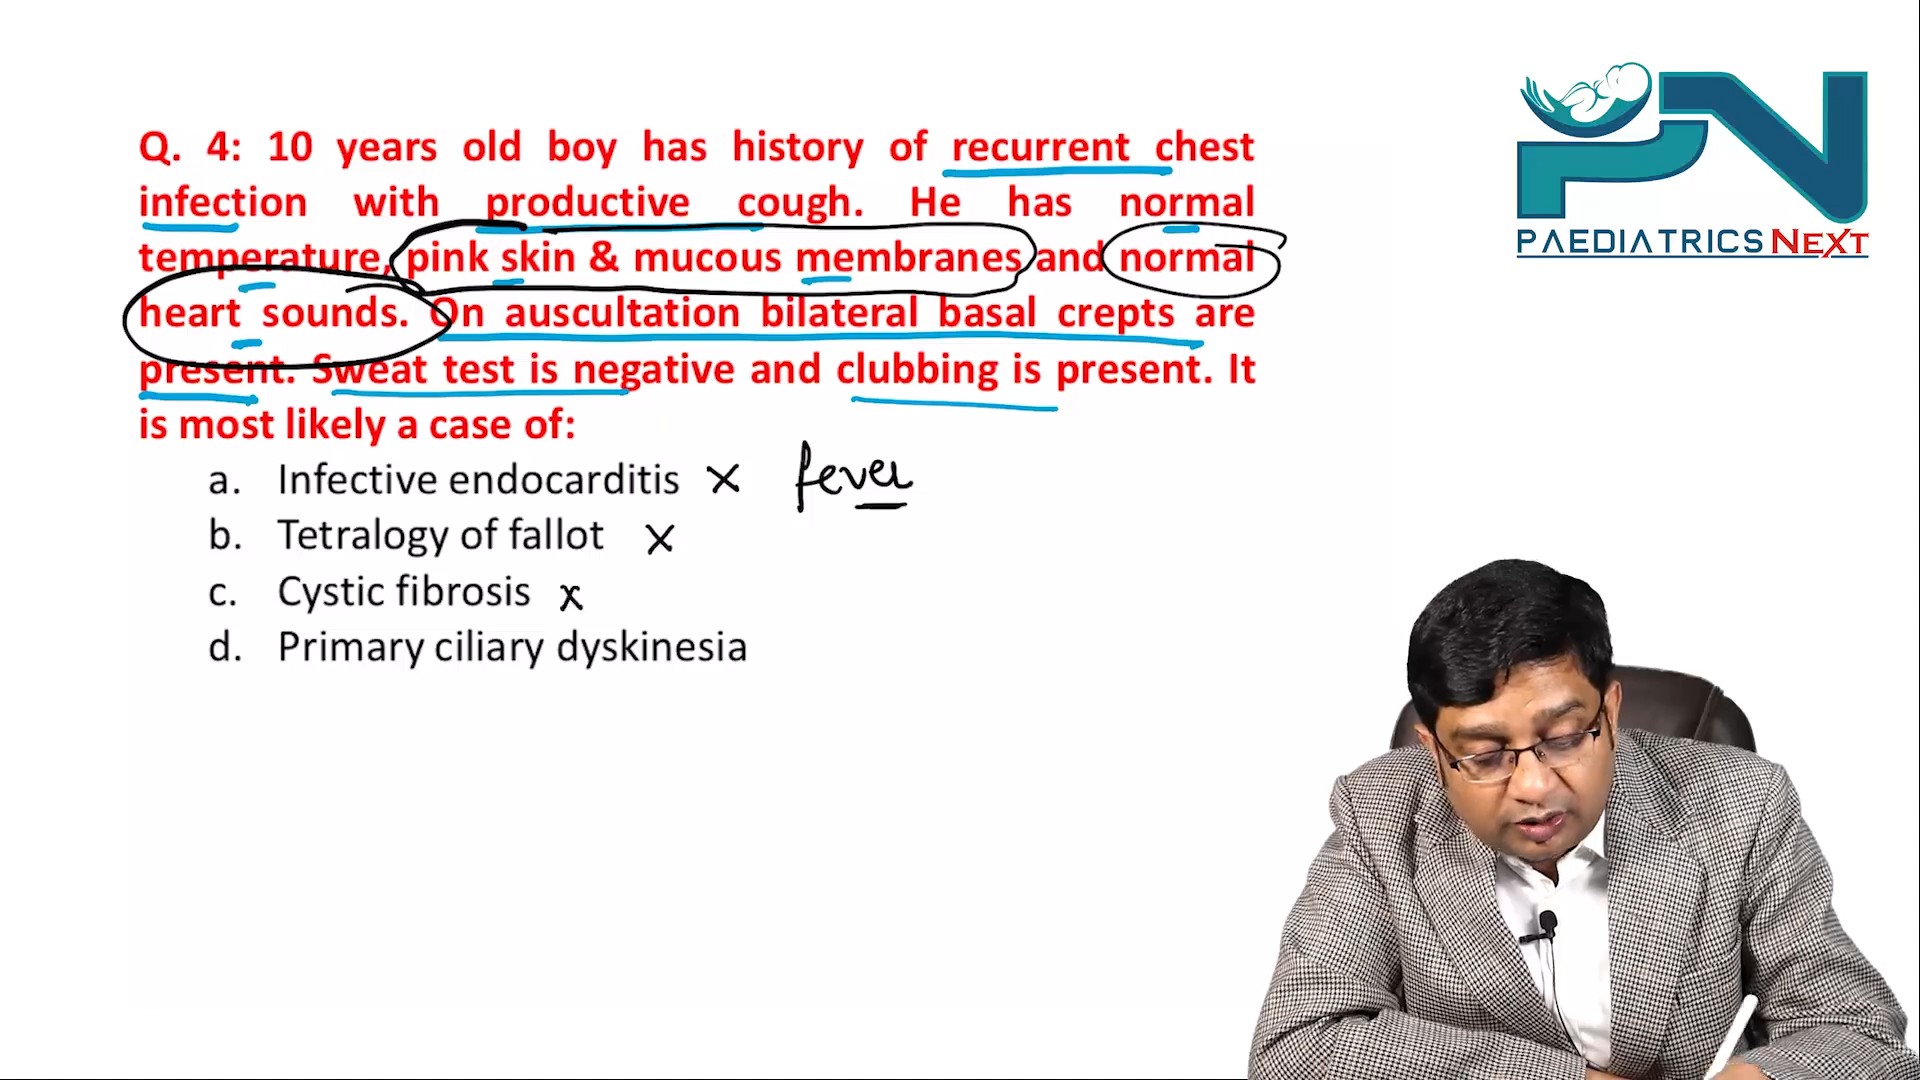 Q. 4: 10 years old boy has history of recurrent chest
infection with productive cough. He has normal
temperature, pink skin & mucous membranes and normal
heart sounds. On auscultation bilateral basal crepts are
present. Sweat test is negative and clubbing is present. It
is most likely a case of:
a. Infective endocarditis x fever
b. Tetralogy of fallot x
c. Cystic fibrosis x
d. Primary ciliary dyskinesia
PN
PAEDIATRICS NEXT